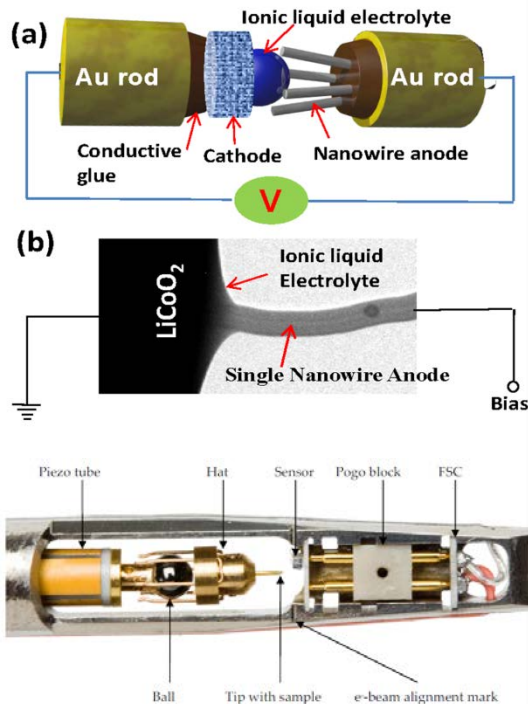 (a)
Ionic liquid electrolyte
Au rod
Au rod
Conductive
glue
Cathode
Nanowire anode
V
(b)
LiCoO2
Ionic liquid
Electrolyte
Single Nanowire Anode
Bias
Piezo tube
Hat
Sensor
Pogo block
FSC
Ball
Tip with sample
e-beam alignment mark